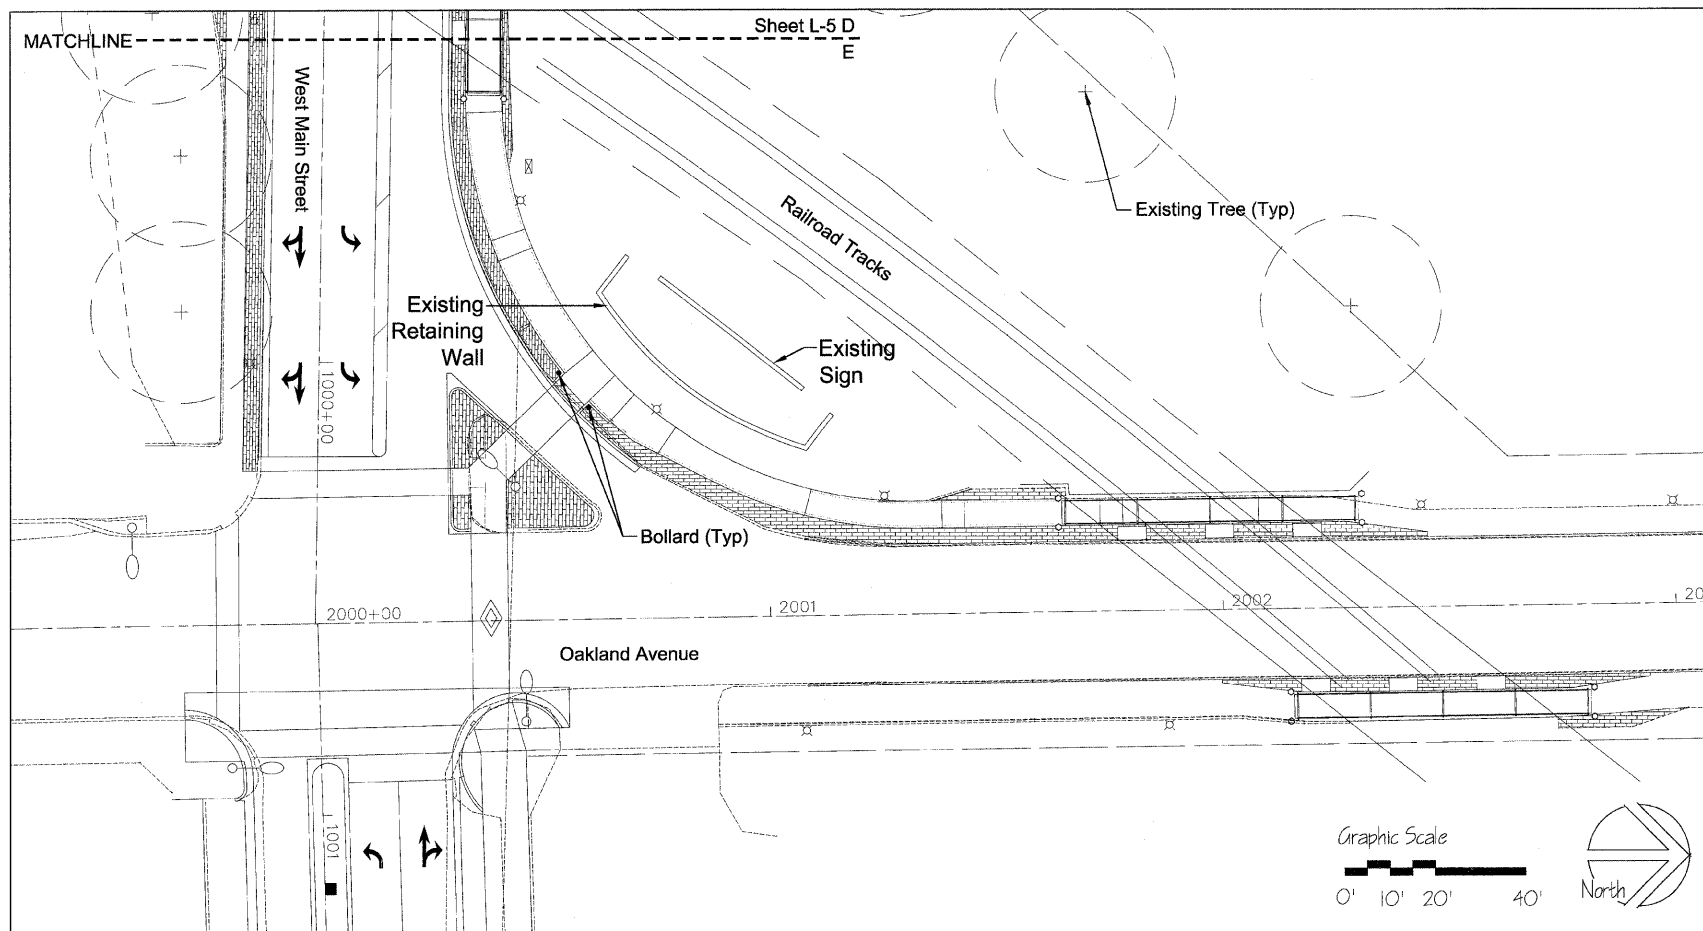 MATCHLINE
Sheet L-5 D
E
West Main Street
Railroad Tracks
Existing Tree (Typ)
Existing
Retaining
Wall
Existing
Sign
1000+00
Bollard (Typ)
2000+00
2001
2002
20
Oakland Avenue
1001
Graphic Scale
0' 10' 20' 40'
North